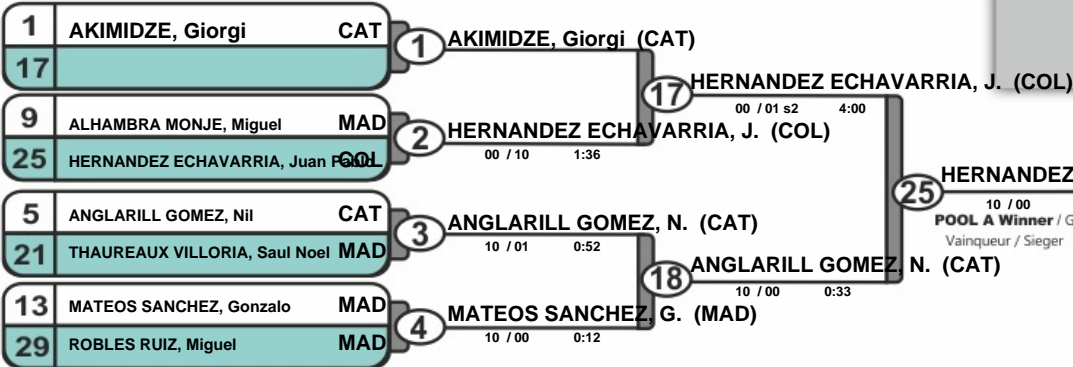 1 AKIMIDZE, Giorgi CAT
17
9 ALHAMBRA MONJE, Miguel MAD
25 HERNANDEZ ECHAVARRIA, Juan Pablo COL
5 ANGLARILL GOMEZ, Nil CAT
21 THAUREAUX VILLORIA, Saul Noel MAD
13 MATEOS SANCHEZ, Gonzalo MAD
29 ROBLES RUIZ, Miguel MAD
1 AKIMIDZE, Giorgi (CAT)
2 HERNANDEZ ECHAVARRIA, J. (COL)
00 / 10 1:36
3 ANGLARILL GOMEZ, N. (CAT)
10 / 01 0:52
4 MATEOS SANCHEZ, G. (MAD)
10 / 00 0:12
17 HERNANDEZ ECHAVARRIA, J. (COL)
00 / 01 s2 4:00
18 ANGLARILL GOMEZ, N. (CAT)
10 / 00 0:33
25 HERNANDEZ
10 / 00
POOL A Winner / G
Vainqueur / Sieger